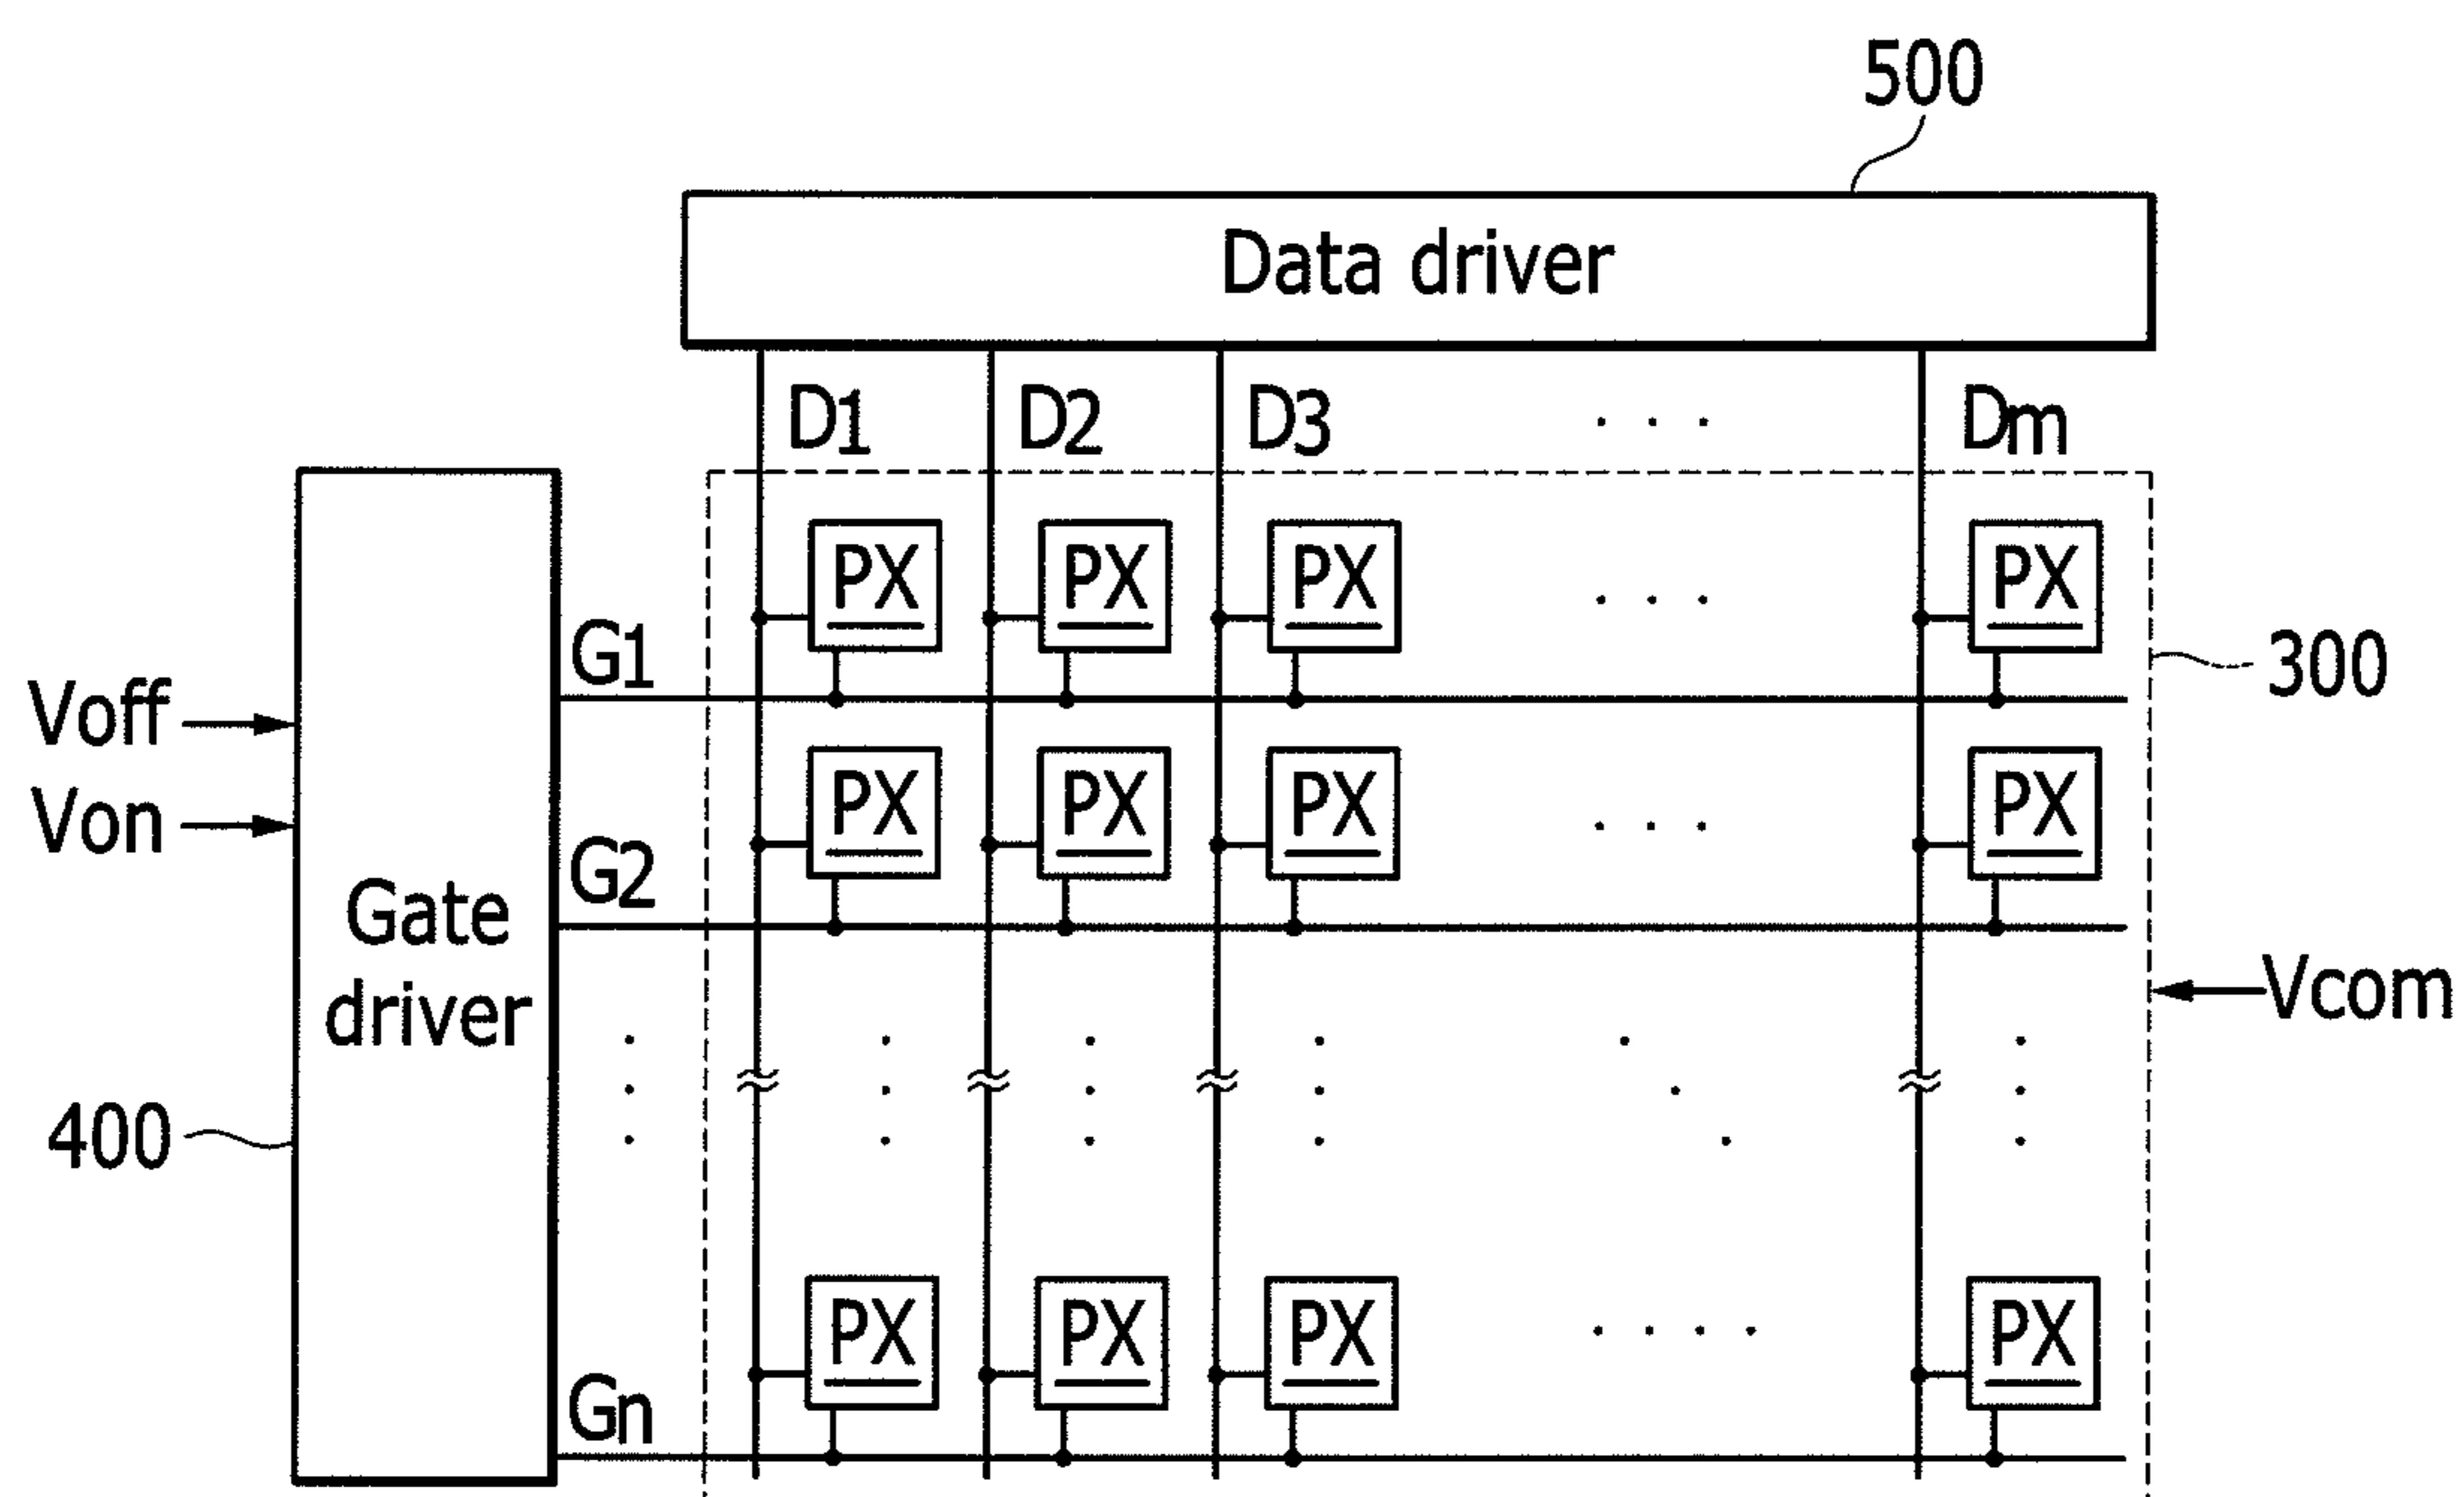 500
Data driver
D1 D2 D3 . . . Dm
PX PX PX . . . PX
G1
300
Voff
PX PX PX . . . PX
Von
G2
Gate
driver
Vcom
400
PX PX PX . . . . PX
Gn